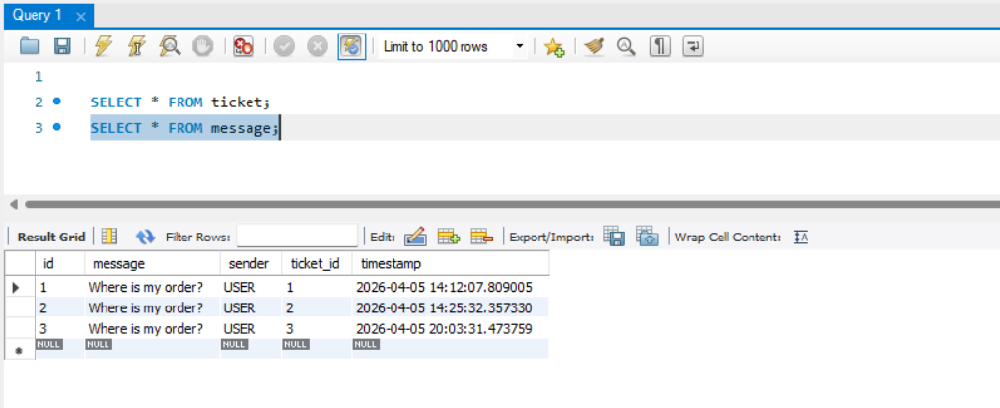 Query 1
Limit to 1000 rows
1
2 SELECT * FROM ticket;
3 SELECT * FROM message;
Result Grid Filter Rows: Edit: Export/Import: Wrap Cell Content:
id message sender ticket_id timestamp
1 Where is my order? USER 1 2026-04-05 14:12:07.809005
2 Where is my order? USER 2 2026-04-05 14:25:32.357330
3 Where is my order? USER 3 2026-04-05 20:03:31.473759
NULL NULL NULL NULL NULL